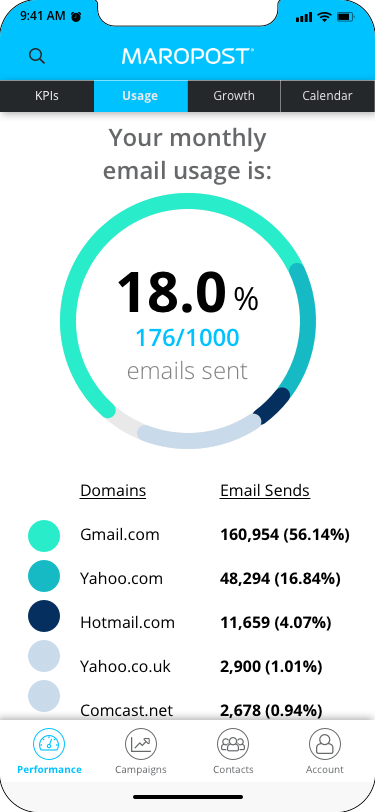 9:41 AM
MAROPOST®
KPIs Usage Growth Calendar
Your monthly
email usage is:
18.0 %
176/1000
emails sent
Domains Email Sends
Gmail.com 160,954 (56.14%)
Yahoo.com 48,294 (16.84%)
Hotmail.com 11,659 (4.07%)
Yahoo.co.uk 2,900 (1.01%)
Comcast.net 2,678 (0.94%)
Performance Campaigns Contacts Account